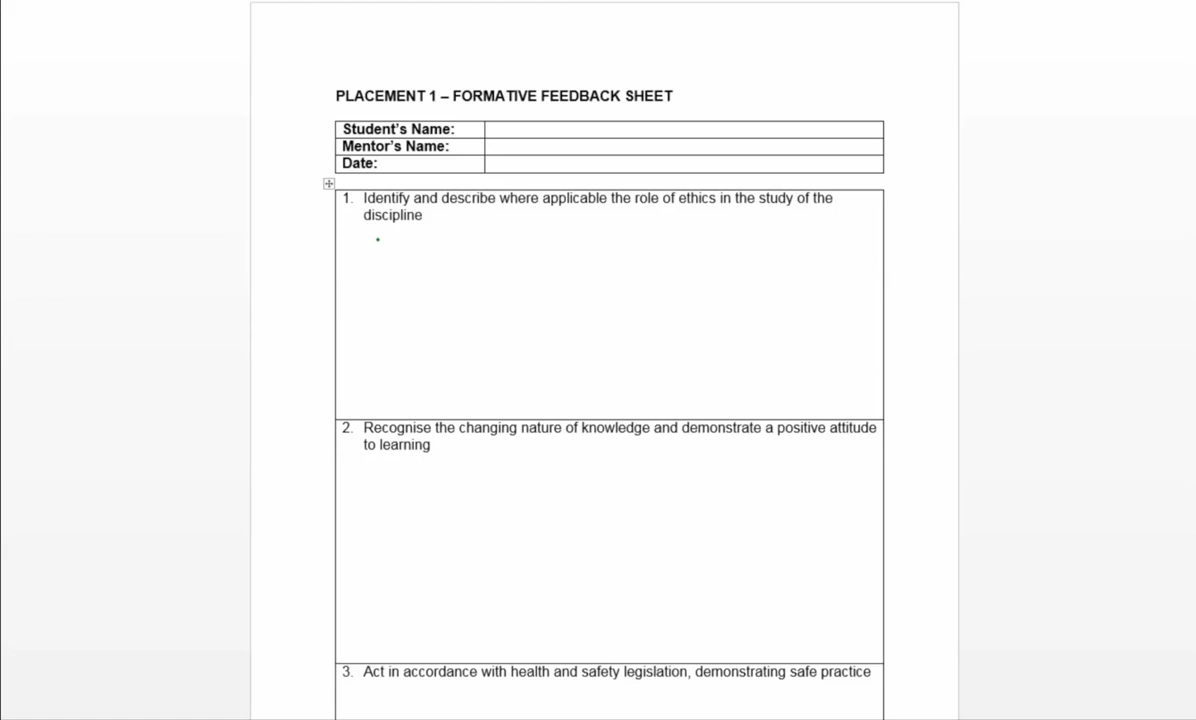 PLACEMENT 1 – FORMATIVE FEEDBACK SHEET
Student’s Name:
Mentor’s Name:
Date:
1. Identify and describe where applicable the role of ethics in the study of the
discipline
•
2. Recognise the changing nature of knowledge and demonstrate a positive attitude
to learning
3. Act in accordance with health and safety legislation, demonstrating safe practice